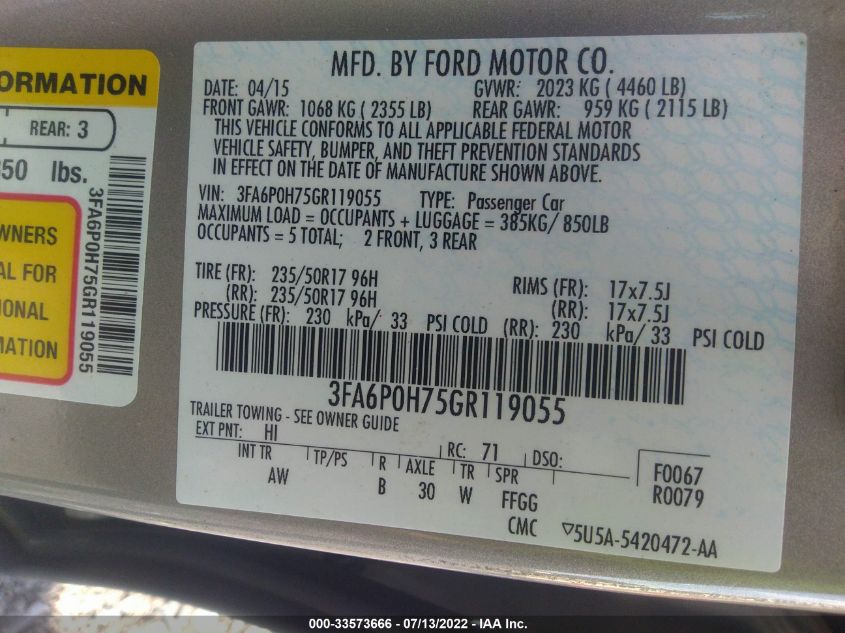 ORMATION
REAR: 3
850 lbs.
WNERS
AL FOR
IONAL
MATION
3FA6P0H75GR119055
MFD. BY FORD MOTOR CO.
DATE: 04/15 GVWR: 2023 KG ( 4460 LB)
FRONT GAWR: 1068 KG ( 2355 LB) REAR GAWR: 959 KG ( 2115 LB)
THIS VEHICLE CONFORMS TO ALL APPLICABLE FEDERAL MOTOR
VEHICLE SAFETY, BUMPER, AND THEFT PREVENTION STANDARDS
IN EFFECT ON THE DATE OF MANUFACTURE SHOWN ABOVE.
VIN: 3FA6P0H75GR119055 TYPE: Passenger Car
MAXIMUM LOAD = OCCUPANTS + LUGGAGE = 385KG/ 850LB
OCCUPANTS = 5 TOTAL; 2 FRONT, 3 REAR
TIRE (FR): 235/50R17 96H RIMS (FR): 17x7.5J
(RR): 235/50R17 96H (RR): 17x7.5J
PRESSURE (FR): 230 kPa/ 33 PSI COLD (RR): 230 kPa/ 33 PSI COLD
3FA6P0H75GR119055
TRAILER TOWING - SEE OWNER GUIDE
EXT PNT: HI RC: 71 DSO:
INT TR TP/PS R AXLE TR SPR F0067
AW B 30 W FFGG R0079
CMC ▽5U5A-5420472-AA
000-33573666 - 07/13/2022 - IAA Inc.